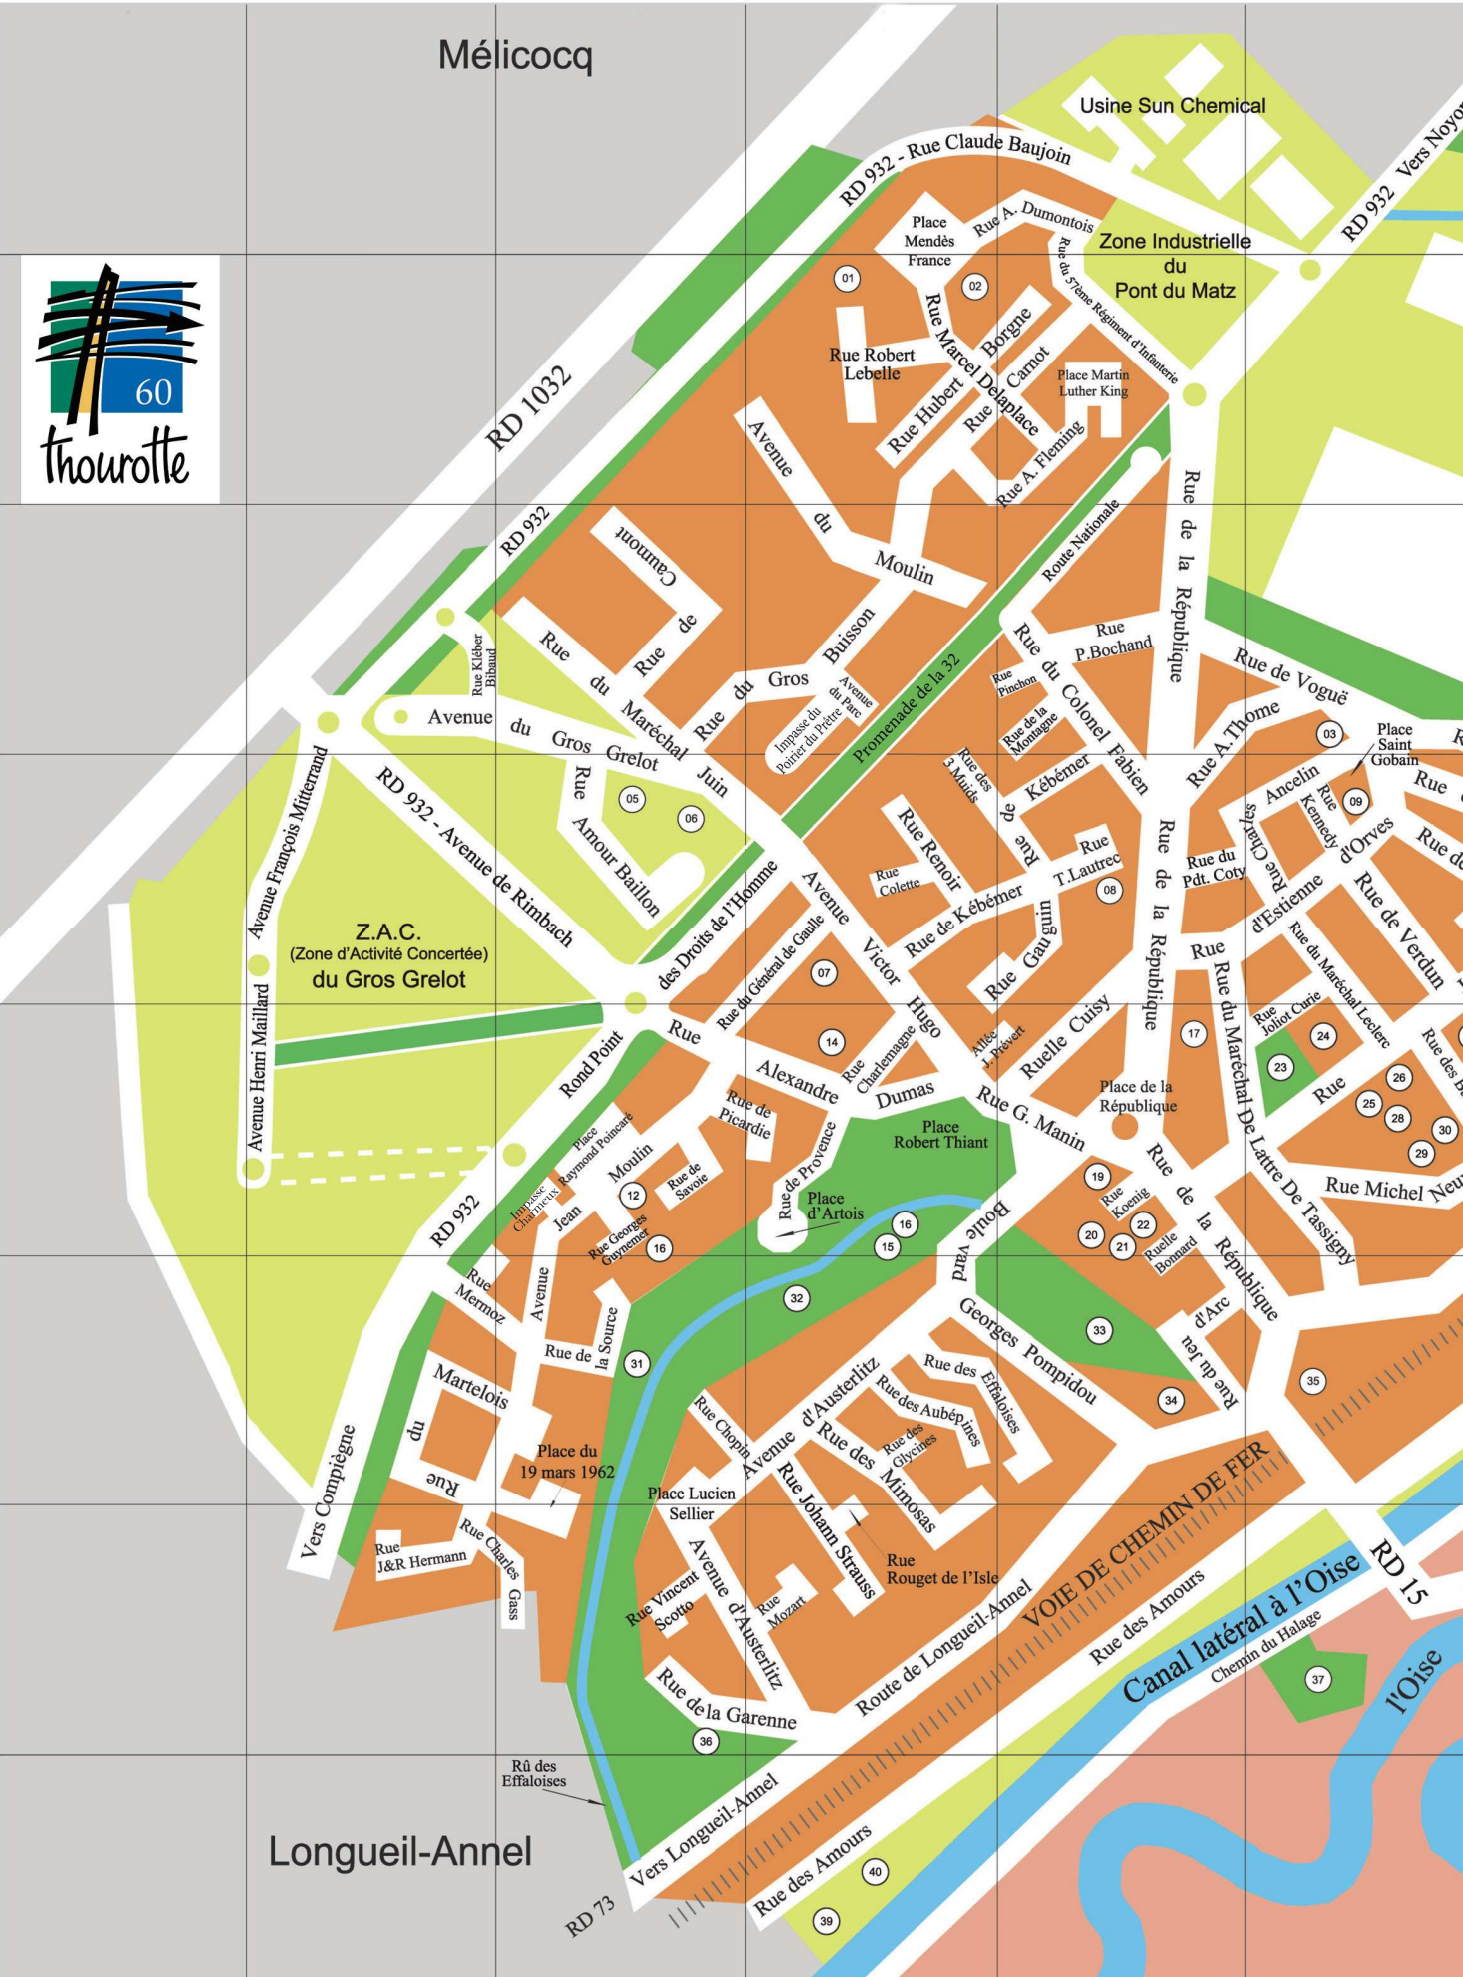 Mélicocq
Usine Sun Chemical
RD 932 Vers Noyon
RD 932 - Rue Claude Baujoin
Place
Mendès
France
Rue A. Dumontois
Zone Industrielle
du
Pont du Matz
Rue du 57ème Régiment d'Infanterie
01
02
60
thourotte
RD 1032
Rue Robert
Lebelle
Rue Marcel Delaplace
Rue Hubert Borgne
Rue Carnot
Place Martin
Luther King
Rue A. Fleming
Avenue du Moulin
RD 932
Rue de Caumont
Route Nationale
Rue de la République
Rue Kléber
Bibaud
Rue du Maréchal Juin
Rue du Gros Buisson
Avenue
du Parc
Impasse du
Poirier du Prêtre
Promenade de la 32
Rue
P.Bochand
Rue
Pinchon
Rue du Colonel Fabien
Rue de la
Montagne
Rue de Voguë
Rue A.Thome
03
Place
Saint
Gobain
Avenue du Gros Grelot
Avenue François Mitterrand
RD 932 - Avenue de Rimbach
Rue Amour Baillon
05
06
Rue des
3 Muids
Rue de Kébémer
Rue Charles Ancelin
Rue
Kennedy
09
Rue
Rue Renoir
Rue
Colette
Rue
T.Lautrec
08
Rue de la République
Rue du
Pdt. Coty
Rue d'Estienne d'Orves
Rue de Verdun
Z.A.C.
(Zone d'Activité Concertée)
du Gros Grelot
Rond Point des Droits de l'Homme
Rue du Général de Gaulle
Avenue Victor Hugo
07
Rue de Kébémer
Rue Gauguin
Rue du Maréchal Leclerc
Avenue Henri Maillard
14
Rue Alexandre Dumas
Rue
Charlemagne
Allée
J. Prévert
Ruelle Cuisy
17
Rue du Maréchal De Lattre De Tassigny
Rue
Joliot Curie
24
23
Rue
26
25
28
30
29
Place de la
République
Rue G. Manin
Place
Robert Thiant
Rue de
Picardie
Place
Raymond Poincaré
Rue de Provence
Impasse
Charmeux
Avenue Jean Moulin
Rue de
Savoie
12
Rue Georges
Guynemer
16
Place
d'Artois
16
15
19
Rue
Koenig
20
22
21
Ruelle
Bonnard
Rue de la République
Rue Michel
RD 932
Rue
Mermoz
Rue de
la Source
31
32
Boulevard Georges Pompidou
33
Rue du Jeu d'Arc
34
35
Rue du Martelois
Place du
19 mars 1962
Rue Chopin
Avenue d'Austerlitz
Rue des Effaloises
Rue des Aubépines
Rue des
Glycines
Rue des Mimosas
Vers Compiègne
Place Lucien
Sellier
Rue Johann Strauss
Rue
Rouget de l'Isle
Rue
J&R Hermann
Rue Charles Gass
Rue Vincent
Scotto
Avenue d'Austerlitz
Rue
Mozart
Rue de la Garenne
36
Route de Longueil-Annel
VOIE DE CHEMIN DE FER
Rue des Amours
Canal latéral à l'Oise
Chemin du Halage
RD 15
37
l'Oise
Rû des
Effaloises
Longueil-Annel
Vers Longueil-Annel
RD 73
Rue des Amours
40
39